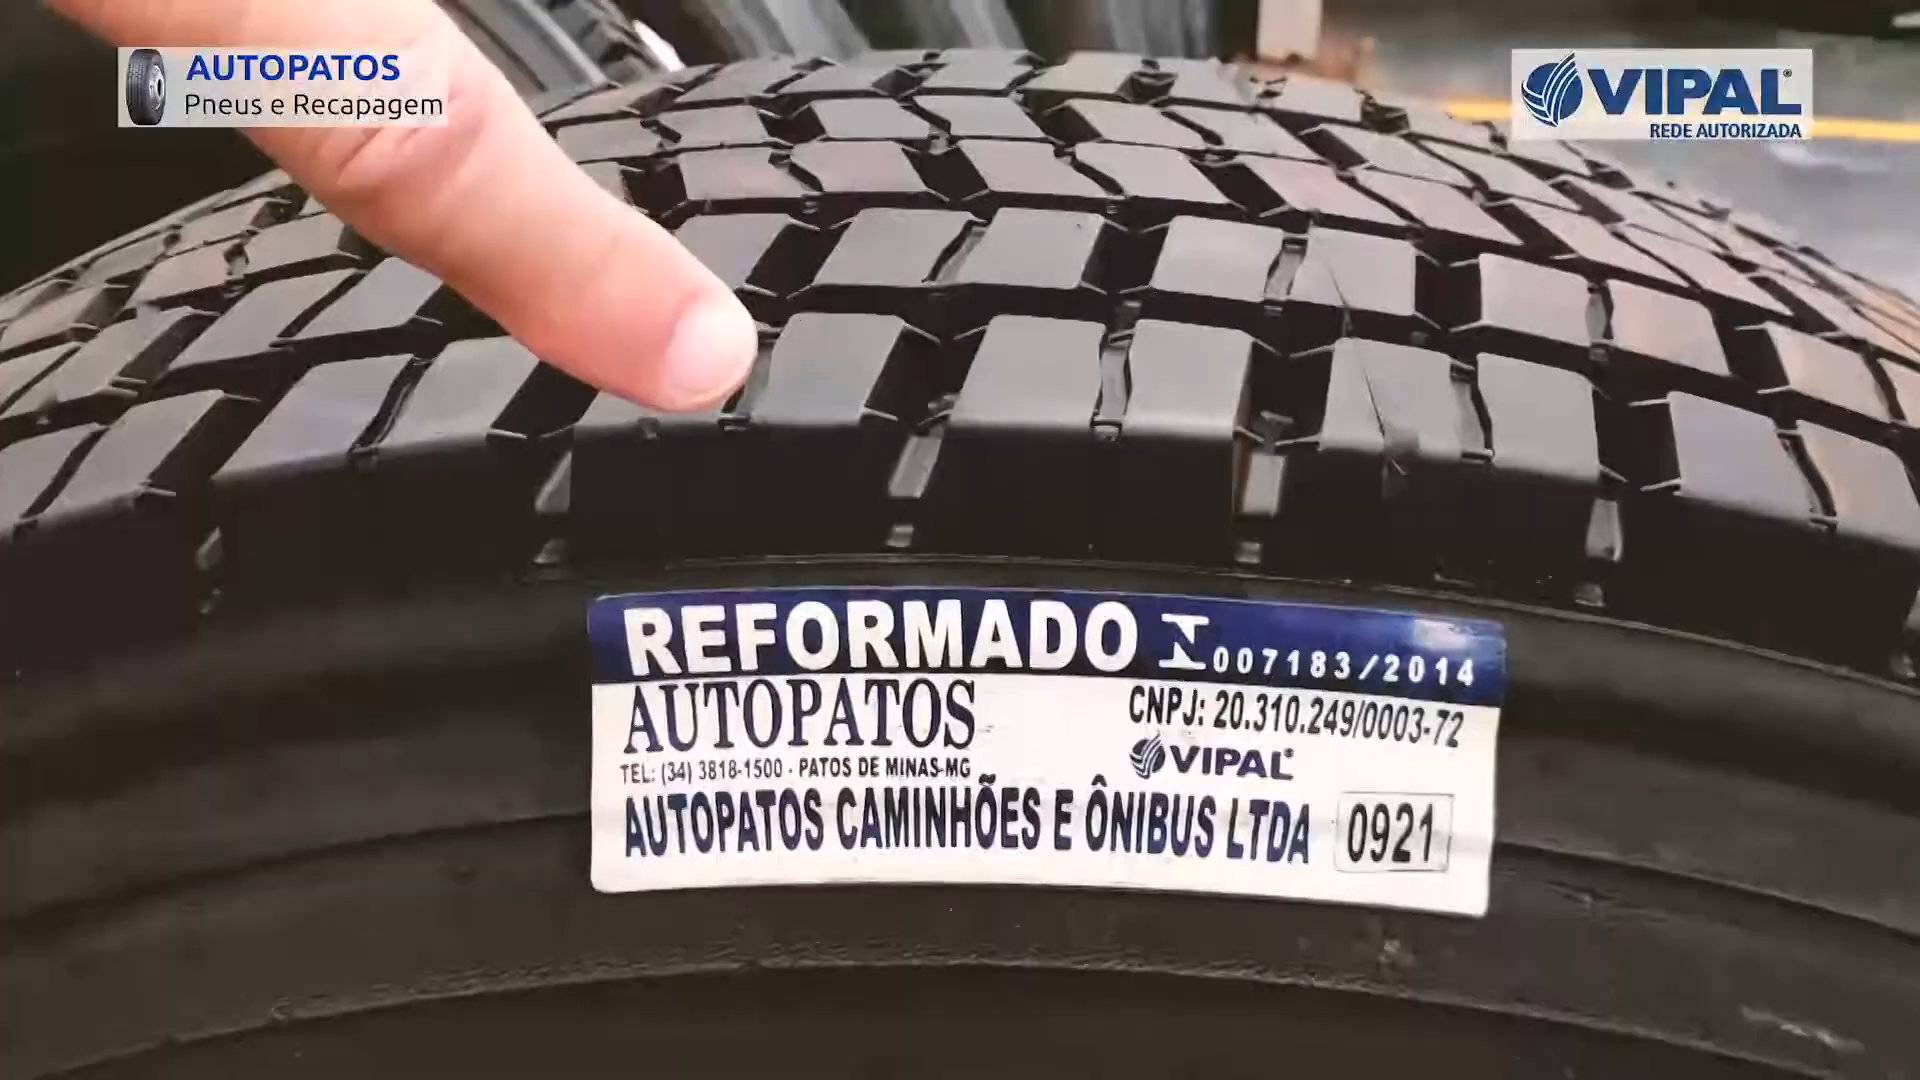 AUTOPATOS
Pneus e Recapagem
VIPAL®
REDE AUTORIZADA
REFORMADO 007183/2014
AUTOPATOS CNPJ: 20.310.249/0003-72
TEL: (34) 3818-1500 - PATOS DE MINAS-MG VIPAL®
AUTOPATOS CAMINHÕES E ÔNIBUS LTDA 0921